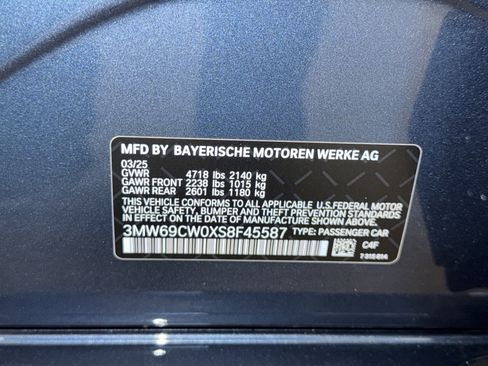 MFD BY BAYERISCHE MOTOREN WERKE AG
03/25
GVWR 4718 lbs 2140 kg
GAWR FRONT 2238 lbs 1015 kg
GAWR REAR 2601 lbs 1180 kg
THIS VEHICLE CONFORMS TO ALL APPLICABLE U.S.FEDERAL MOTOR
VEHICLE SAFETY, BUMPER, AND THEFT PREVENTION STANDARDS
IN EFFECT ON THE DATE OF MANUFACTURE SHOWN ABOVE.
3MW69CW0XS8F45587 TYPE: PASSENGER CAR
C4F